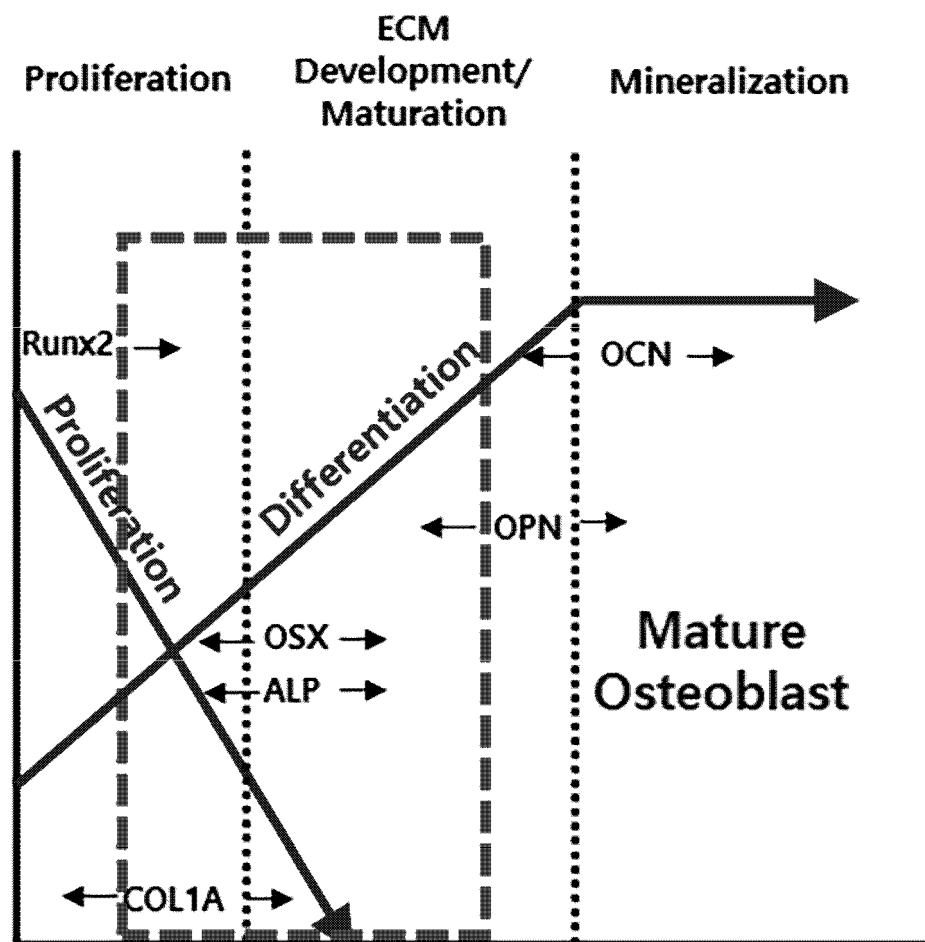 Proliferation
ECM
Development/
Maturation
Mineralization
Runx2
OCN
Proliferation
Differentiation
OPN
OSX
ALP
Mature
Osteoblast
COL1A